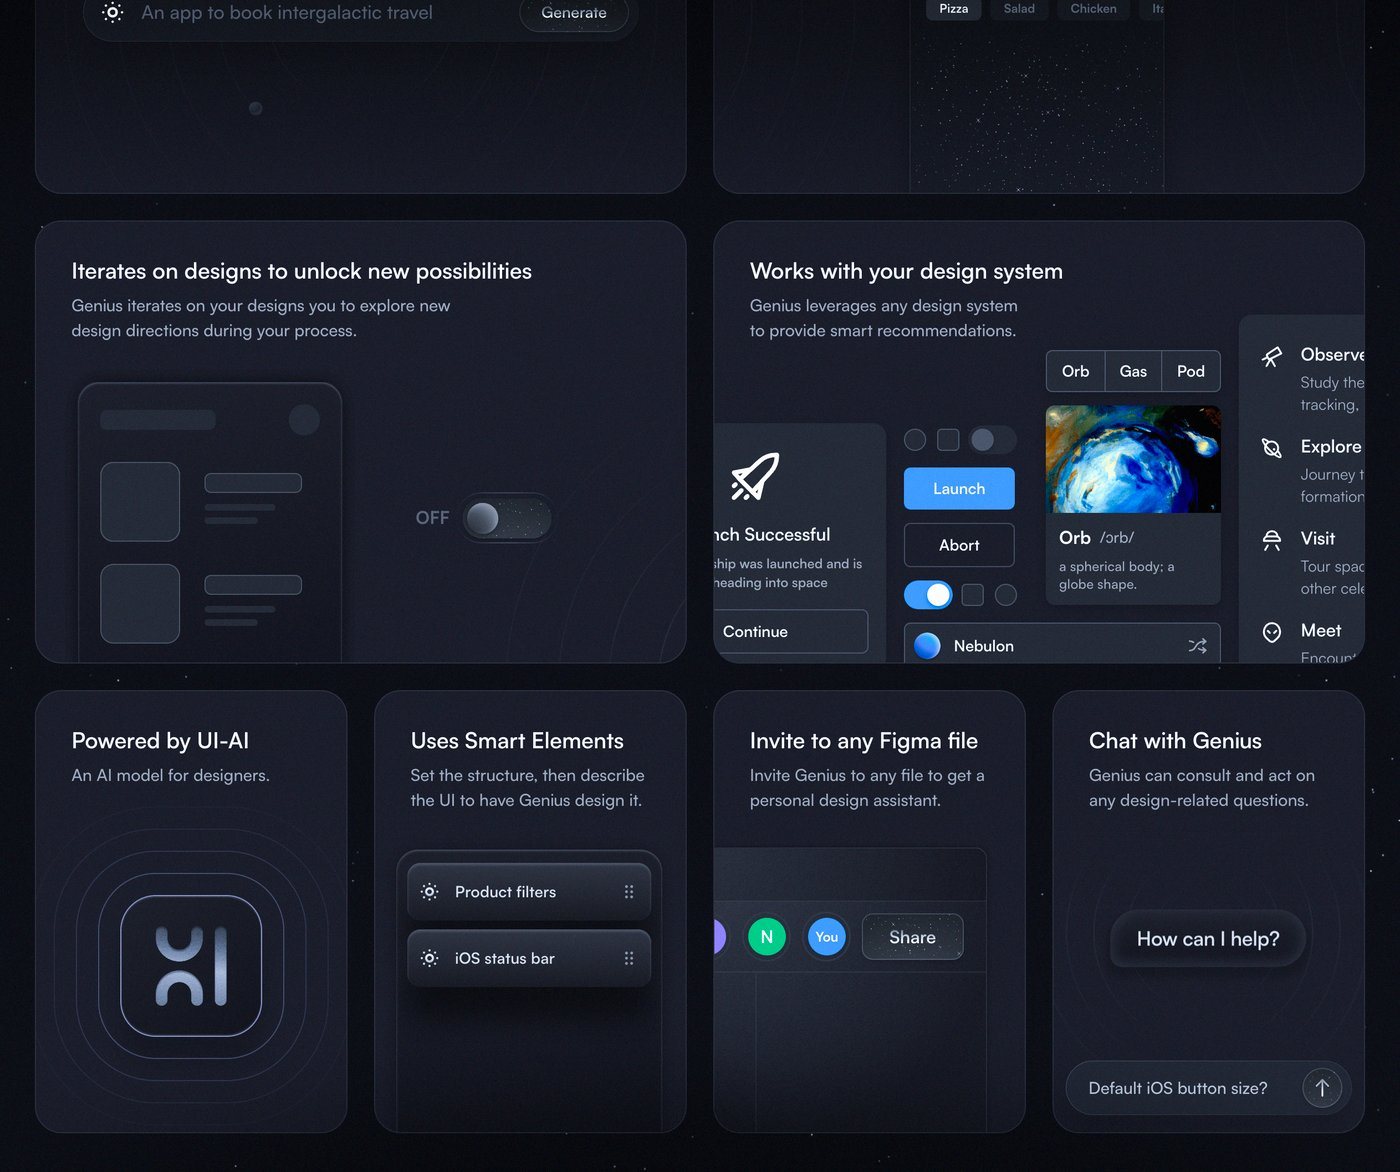 An app to book intergalactic travel
Generate
Pizza
Salad
Chicken
Iterates on designs to unlock new possibilities
Genius iterates on your designs you to explore new
design directions during your process.
OFF
Works with your design system
Genius leverages any design system
to provide smart recommendations.
nch Successful
ship was launched and is
heading into space
Continue
Launch
Abort
Orb
Gas
Pod
Orb /ɔrb/
a spherical body; a
globe shape.
Nebulon
Observe
Study the
tracking,
Explore
Journey t
formation
Visit
Tour spac
other cele
Meet
Encount
Powered by UI-AI
An AI model for designers.
Uses Smart Elements
Set the structure, then describe
the UI to have Genius design it.
Product filters
iOS status bar
Invite to any Figma file
Invite Genius to any file to get a
personal design assistant.
N
You
Share
Chat with Genius
Genius can consult and act on
any design-related questions.
How can I help?
Default iOS button size?